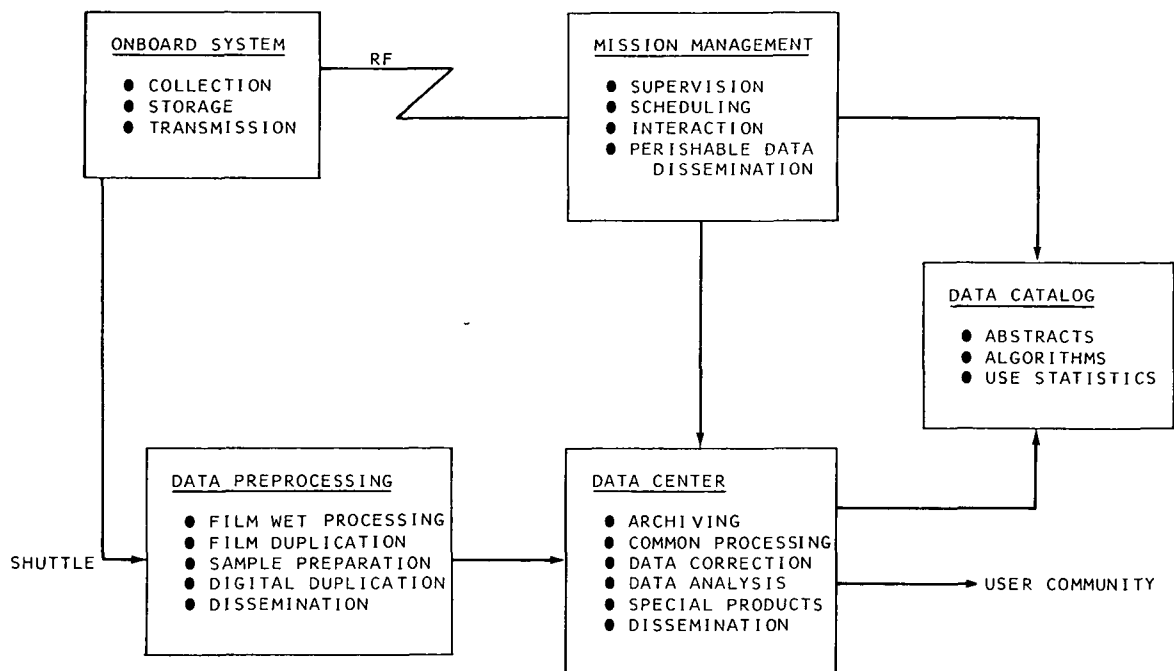 ONBOARD SYSTEM
● COLLECTION
● STORAGE
● TRANSMISSION
RF
MISSION MANAGEMENT
● SUPERVISION
● SCHEDULING
● INTERACTION
● PERISHABLE DATA
DISSEMINATION
DATA CATALOG
● ABSTRACTS
● ALGORITHMS
● USE STATISTICS
SHUTTLE
DATA PREPROCESSING
● FILM WET PROCESSING
● FILM DUPLICATION
● SAMPLE PREPARATION
● DIGITAL DUPLICATION
● DISSEMINATION
DATA CENTER
● ARCHIVING
● COMMON PROCESSING
● DATA CORRECTION
● DATA ANALYSIS
● SPECIAL PRODUCTS
● DISSEMINATION
USER COMMUNITY